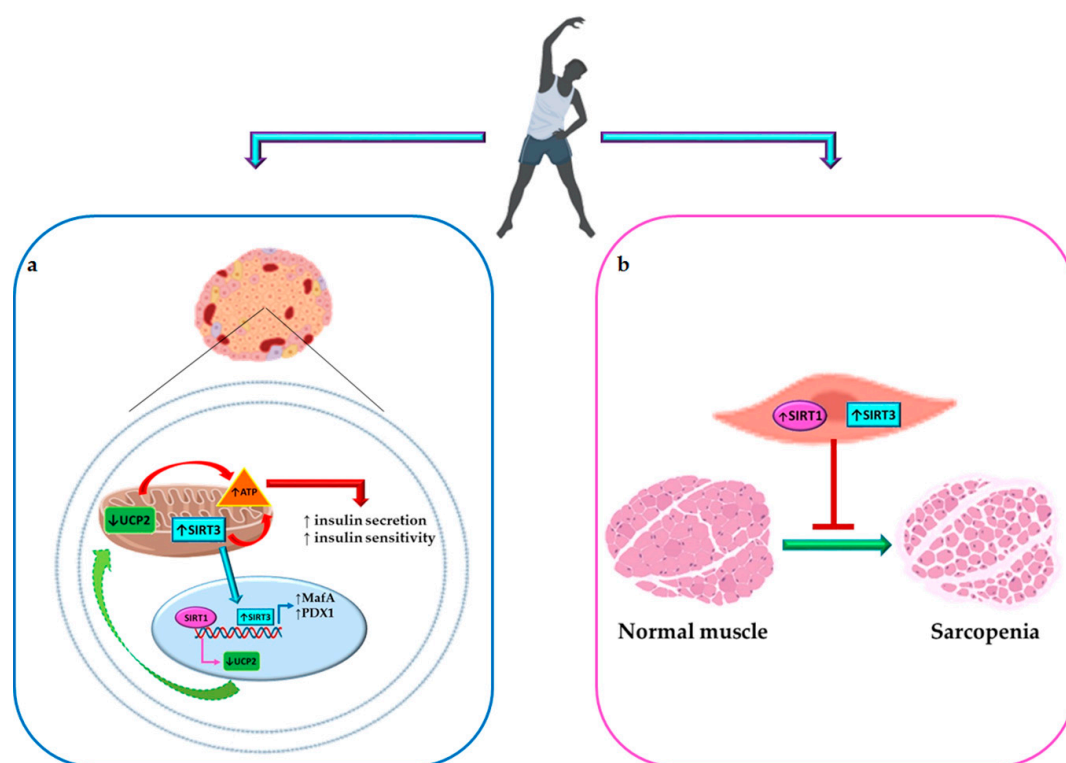 a
↑ATP
↓UCP2
↑SIRT3
↑ insulin secretion
↑ insulin sensitivity
↑MafA
↑PDX1
SIRT1
↑SIRT3
↓UCP2
b
↑SIRT1
↑SIRT3
Normal muscle
Sarcopenia